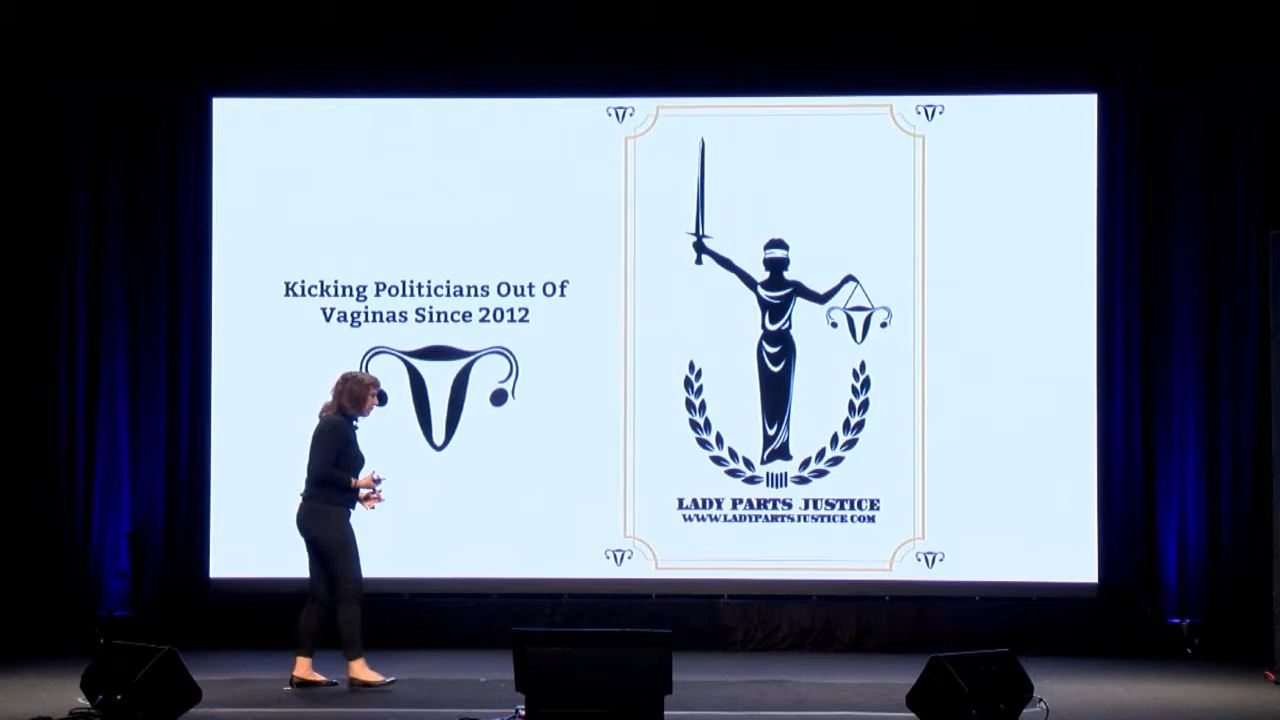 Kicking Politicians Out Of
Vaginas Since 2012
LADY PARTS JUSTICE
WWW.LADYPARTSJUSTICE.COM